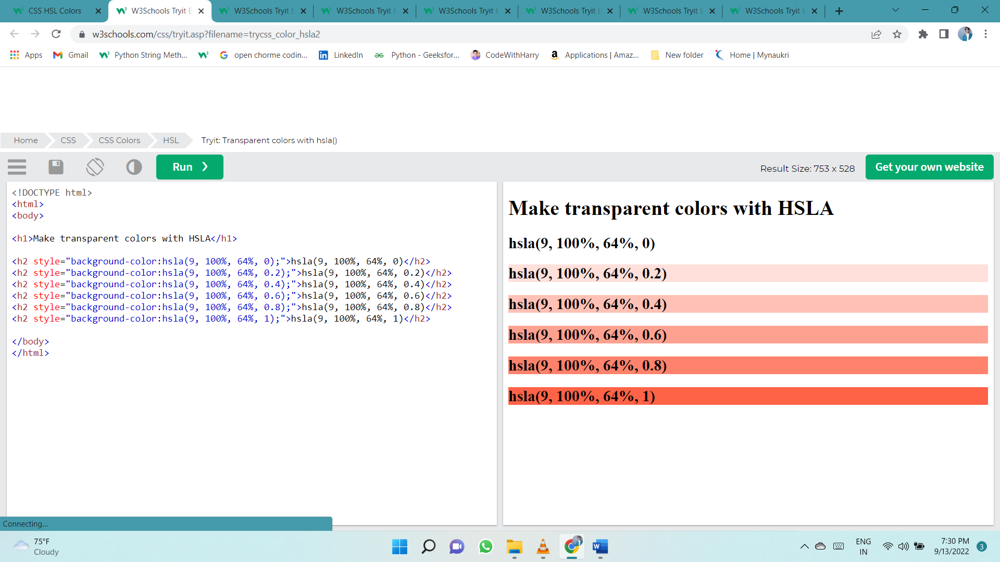 CSS HSL Colors
W3Schools Tryit E
W3Schools Tryit E
W3Schools Tryit E
W3Schools Tryit E
W3Schools Tryit E
W3Schools Tryit E
W3Schools Tryit E
w3schools.com/css/tryit.asp?filename=trycss_color_hsla2
Apps
Gmail
Python String Meth...
open chorme codin...
LinkedIn
Python - Geeksfor...
CodeWithHarry
Applications | Amaz...
New folder
Home | Mynaukri
Home
CSS
CSS Colors
HSL
Tryit: Transparent colors with hsla()
Run ❯
Result Size: 753 x 528
Get your own website
<!DOCTYPE html>
<html>
<body>
<h1>Make transparent colors with HSLA</h1>
<h2 style="background-color:hsla(9, 100%, 64%, 0);">hsla(9, 100%, 64%, 0)</h2>
<h2 style="background-color:hsla(9, 100%, 64%, 0.2);">hsla(9, 100%, 64%, 0.2)</h2>
<h2 style="background-color:hsla(9, 100%, 64%, 0.4);">hsla(9, 100%, 64%, 0.4)</h2>
<h2 style="background-color:hsla(9, 100%, 64%, 0.6);">hsla(9, 100%, 64%, 0.6)</h2>
<h2 style="background-color:hsla(9, 100%, 64%, 0.8);">hsla(9, 100%, 64%, 0.8)</h2>
<h2 style="background-color:hsla(9, 100%, 64%, 1);">hsla(9, 100%, 64%, 1)</h2>
</body>
</html>
Make transparent colors with HSLA
hsla(9, 100%, 64%, 0)
hsla(9, 100%, 64%, 0.2)
hsla(9, 100%, 64%, 0.4)
hsla(9, 100%, 64%, 0.6)
hsla(9, 100%, 64%, 0.8)
hsla(9, 100%, 64%, 1)
Connecting...
75°F
Cloudy
ENG
IN
7:30 PM
9/13/2022
3